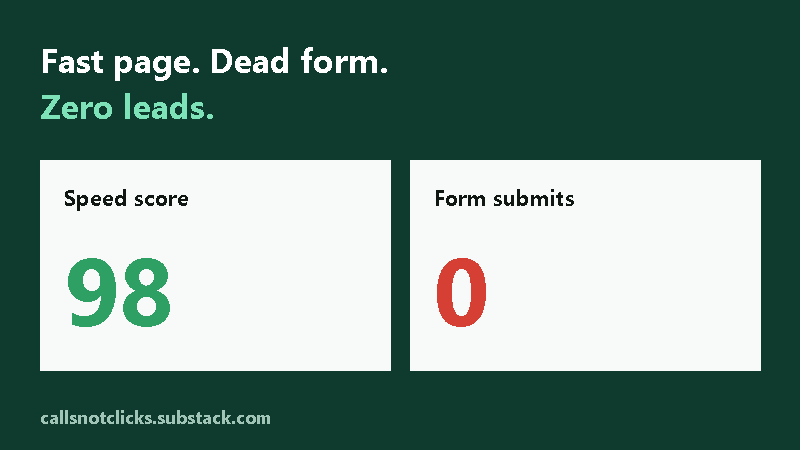 Fast page. Dead form.
Zero leads.
Speed score
98
Form submits
0
callsnotclicks.substack.com